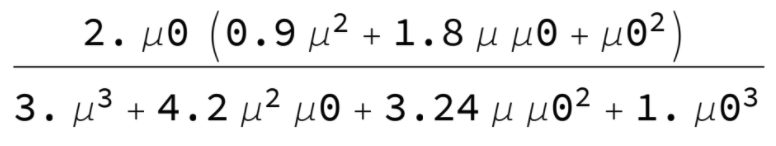 2. μ0 (0.9 μ² + 1.8 μ μ0 + μ0²)
3. μ³ + 4.2 μ² μ0 + 3.24 μ μ0² + 1. μ0³